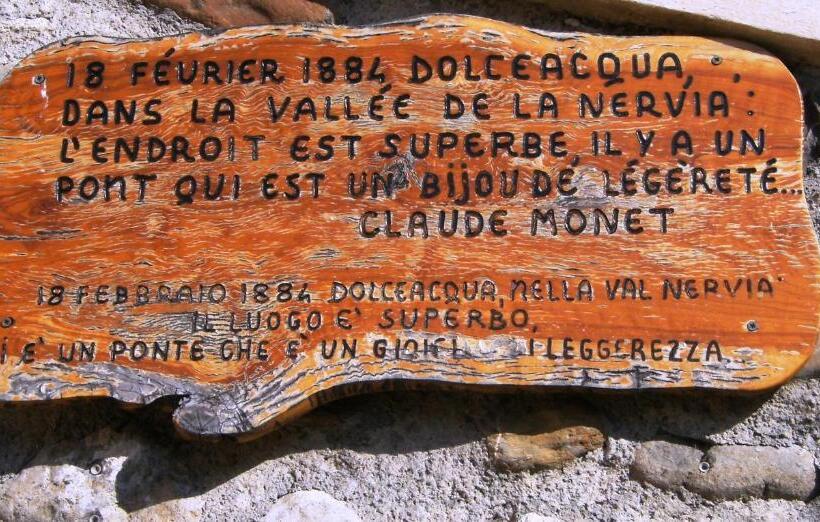 18 FÉVRIER 1884 DOLCEACQUA,
DANS LA VALLÉE DE LA NERVIA :
L'ENDROIT EST SUPERBE, IL Y A UN
PONT QUI EST UN BIJOU DE LÉGÈRETÉ...
CLAUDE MONET
18 FEBBRAIO 1884 DOLCEACQUA, NELLA VAL NERVIA
IL LUOGO E' SUPERBO,
E' UN PONTE CHE E' UN LEGGEREZZA...